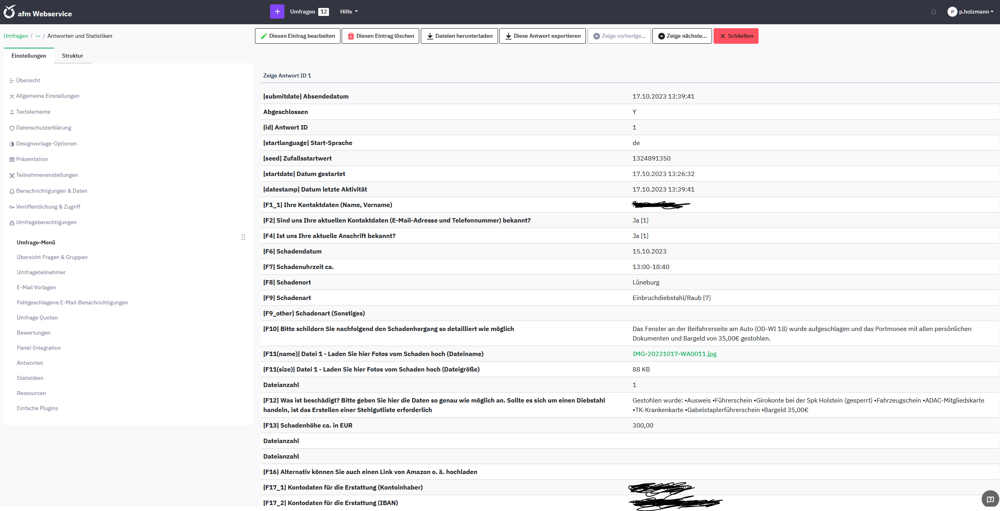 afm Webservice
+
Umfragen 12
Hilfe
P p.holzmann
Umfragen / ... / Antworten und Statistiken
Diesen Eintrag bearbeiten
Diesen Eintrag löschen
Dateien herunterladen
Diese Antwort exportieren
Zeige vorherige...
Zeige nächste...
Schließen
Einstellungen
Struktur
Übersicht
Allgemeine Einstellungen
Textelemente
Datenschutzerklärung
Designvorlage-Optionen
Präsentation
Teilnehmereinstellungen
Benachrichtigungen & Daten
Veröffentlichung & Zugriff
Umfrageberechtigungen
Umfrage-Menü
Übersicht Fragen & Gruppen
Umfrageteilnehmer
E-Mail Vorlagen
Fehlgeschlagene E-Mail-Benachrichtigungen
Umfrage Quoten
Bewertungen
Panel-Integration
Antworten
Statistiken
Ressourcen
Einfache Plugins
Zeige Antwort ID 1
[submitdate] Absendedatum 17.10.2023 13:39:41
Abgeschlossen Y
[id] Antwort ID 1
[startlanguage] Start-Sprache de
[seed] Zufallsstartwert 1324891350
[startdate] Datum gestartet 17.10.2023 13:26:32
[datestamp] Datum letzte Aktivität 17.10.2023 13:39:41
[F1_1] Ihre Kontaktdaten (Name, Vorname)
[F2] Sind uns Ihre aktuellen Kontaktdaten (E-Mail-Adresse und Telefonnummer) bekannt? Ja [1]
[F4] Ist uns Ihre aktuelle Anschrift bekannt? Ja [1]
[F6] Schadendatum 15.10.2023
[F7] Schadenuhrzeit ca. 13:00-18:40
[F8] Schadenort Lüneburg
[F9] Schadenart Einbruchdiebstahl/Raub [7]
[F9_other] Schadenart (Sonstiges)
[F10] Bitte schildern Sie nachfolgend den Schadenhergang so detailliert wie möglich
Das Fenster an der Beifahrerseite am Auto (OD-WI 18) wurde aufgeschlagen und das Portmonee mit allen persönlichen
Dokumenten und Bargeld von 35,00€ gestohlen.
[F11(name)] Datei 1 - Laden Sie hier Fotos vom Schaden hoch (Dateiname) IMG-20231017-WA0011.jpg
[F11(size)] Datei 1 - Laden Sie hier Fotos vom Schaden hoch (Dateigröße) 88 KB
Dateianzahl 1
[F12] Was ist beschädigt? Bitte geben Sie hier die Daten so genau wie möglich an. Sollte es sich um einen Diebstahl
handeln, ist das Erstellen einer Stehlgutliste erforderlich
Gestohlen wurde: •Ausweis •Führerschein •Girokonte bei der Spk Holstein (gesperrt) •Fahrzeugschein •ADAC-Mitgliedskarte
•TK-Krankenkarte •Gabelstaplerführerschein •Bargeld 35,00€
[F13] Schadenhöhe ca. in EUR 300,00
Dateianzahl
Dateianzahl
[F16] Alternativ können Sie auch einen Link von Amazon o. ä. hochladen
[F17_1] Kontodaten für die Erstattung (Kontoinhaber)
[F17_2] Kontodaten für die Erstattung (IBAN)